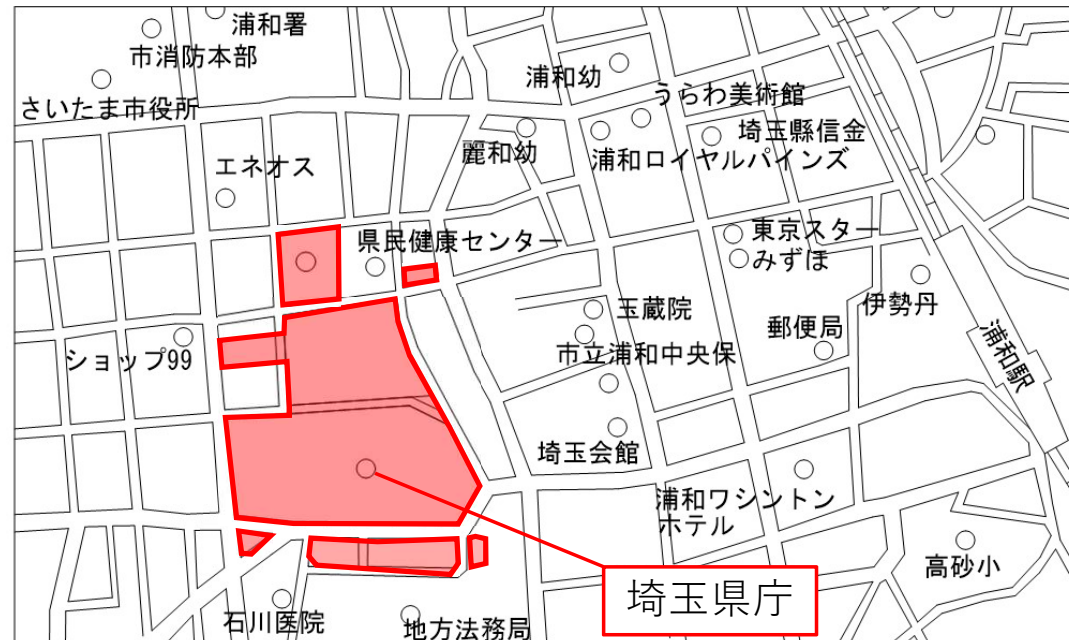 浦和署
市消防本部
さいたま市役所
浦和幼
うらわ美術館
麗和幼
埼玉縣信金
浦和ロイヤルパインズ
エネオス
県民健康センター
東京スター
みずほ
伊勢丹
玉蔵院
郵便局
浦和駅
ショップ99
市立浦和中央保
埼玉会館
浦和ワシントン
ホテル
高砂小
埼玉県庁
石川医院
地方法務局